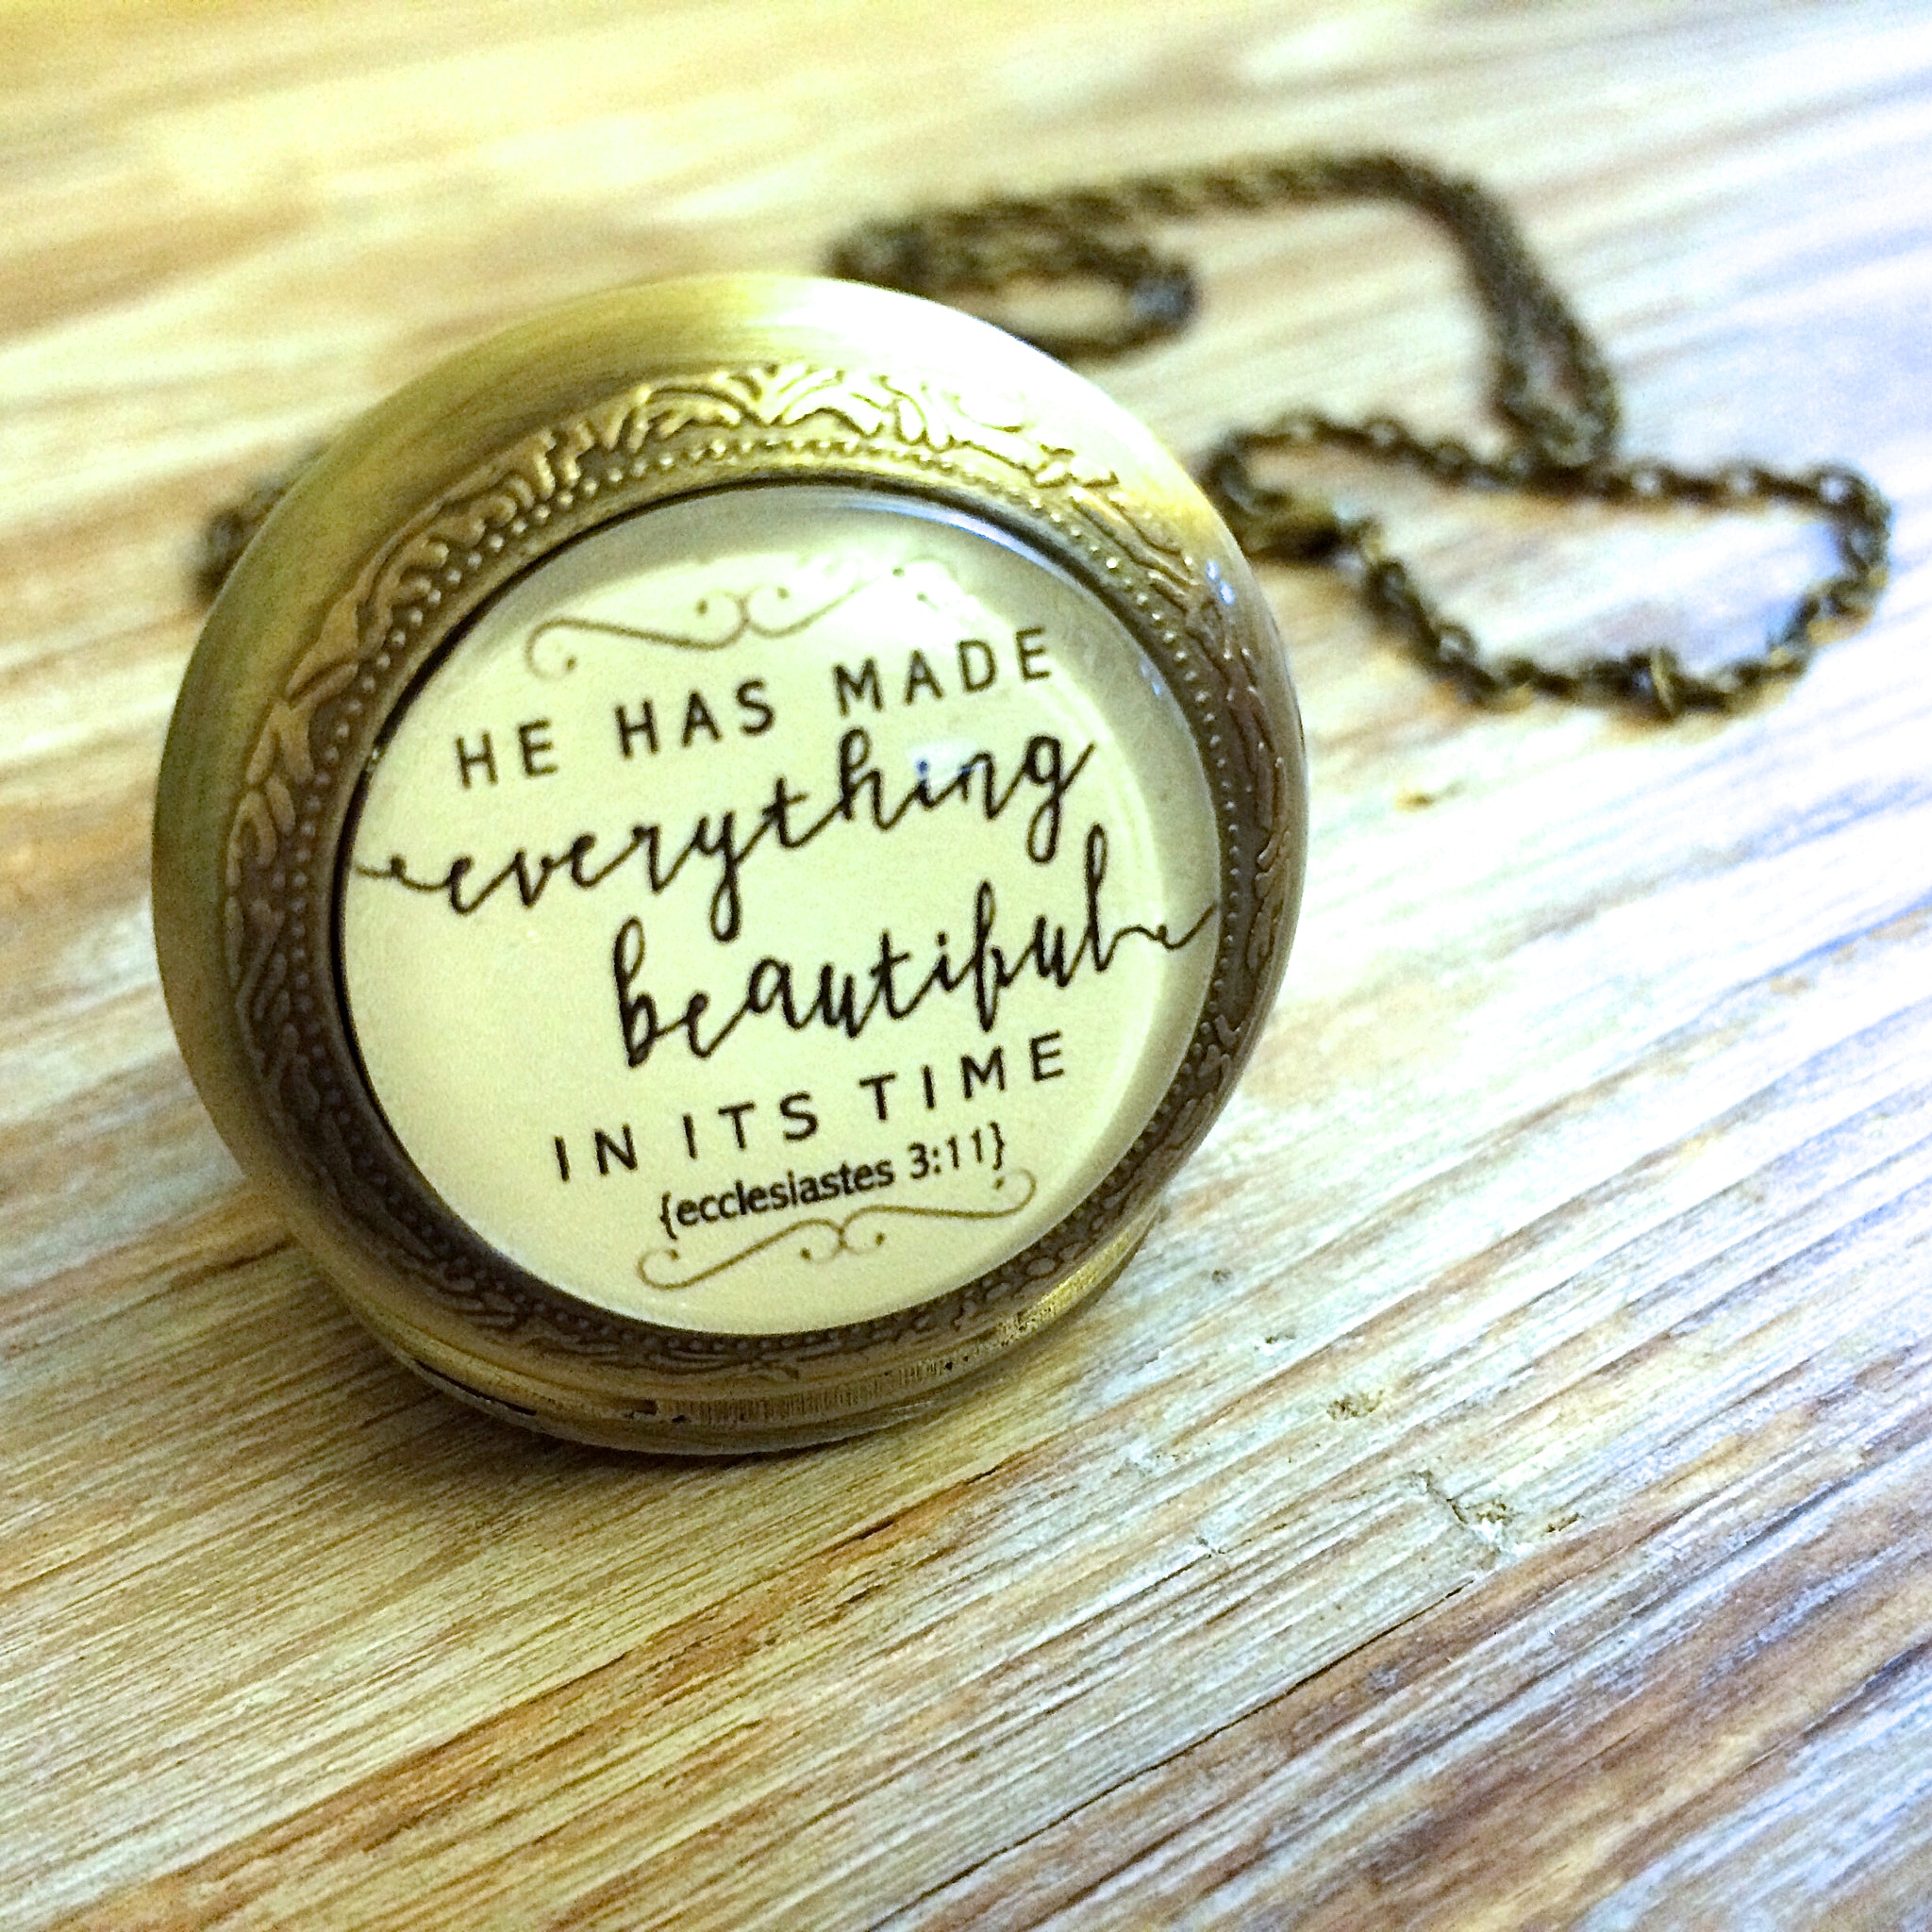 HE HAS MADE
everything
beautiful
IN ITS TIME
{ecclesiastes 3:11}